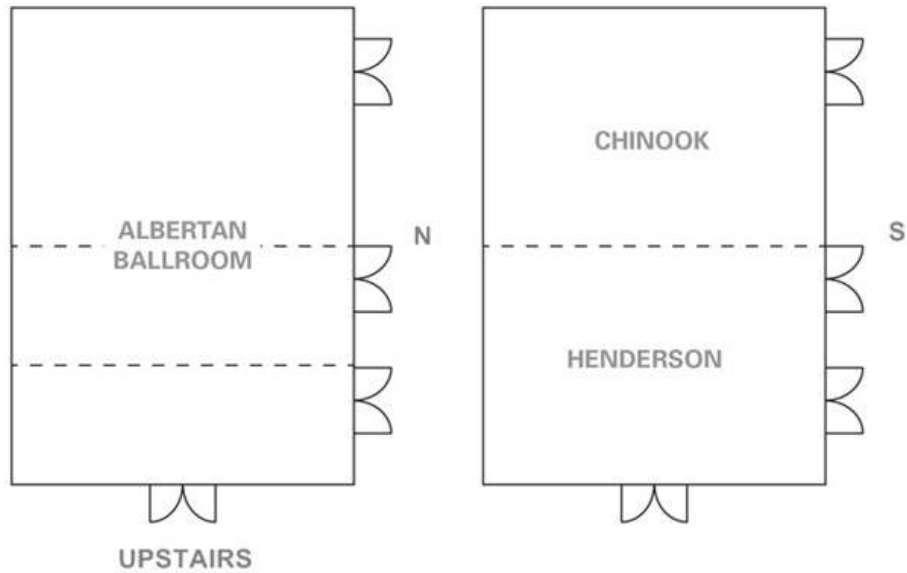 ALBERTAN
BALLROOM
N
UPSTAIRS
CHINOOK
S
HENDERSON